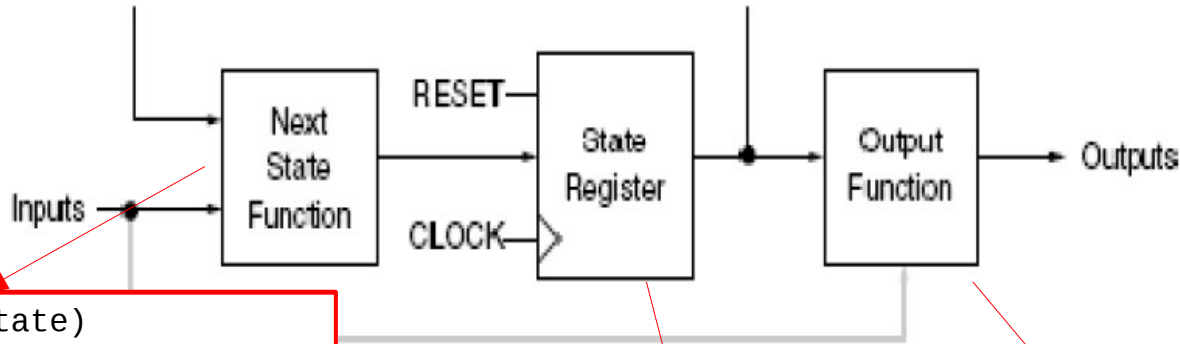 RESET
Next
State
Function
State
Register
Output
Function
Outputs
Inputs
CLOCK
tate)